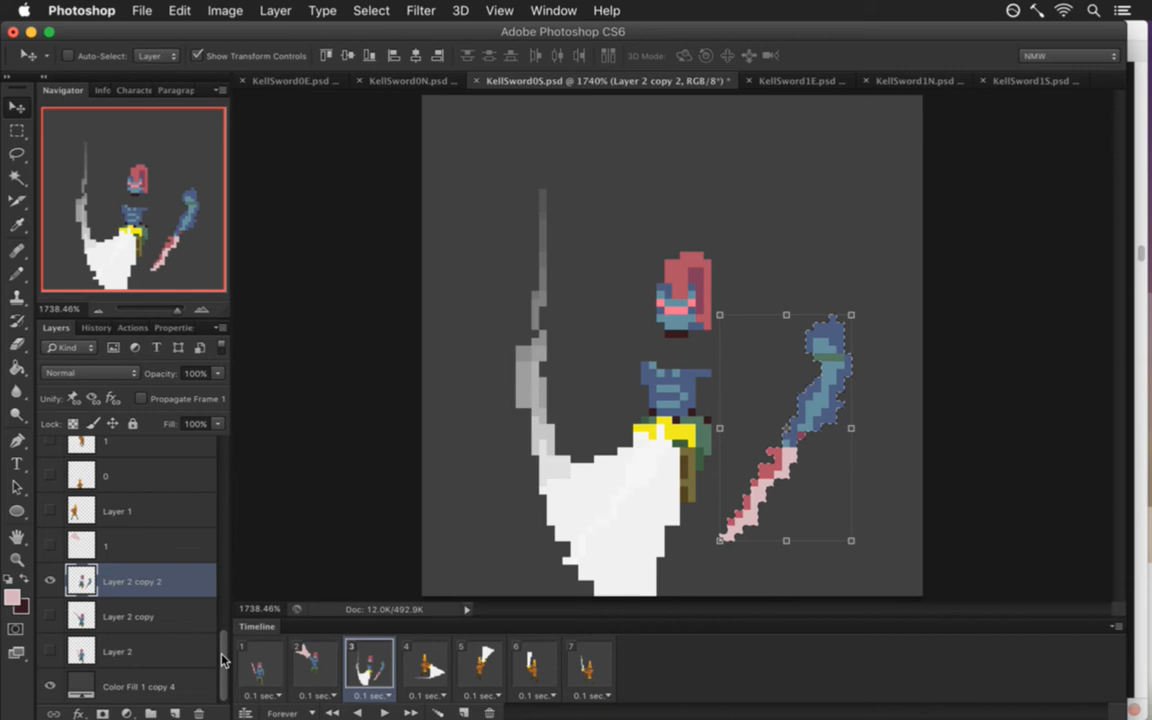 Photoshop File Edit Image Layer Type Select Filter 3D View Window Help
Adobe Photoshop CS6
Auto-Select: Layer Show Transform Controls 3D Mode: NMW
Navigator Info Characte Paragrap
× KellSword0E.psd ... × KellSword0N.psd ... × KellSword0S.psd @ 1740% (Layer 2 copy 2, RGB/8*) * × KellSword1E.psd ... × KellSword1N.psd ... × KellSword1S.psd ...
1738.46%
Layers History Actions Propertie
Kind
Normal Opacity: 100%
Unify: Propagate Frame 1
Lock: Fill: 100%
1
0
Layer 1
1
Layer 2 copy 2
Layer 2 copy
Layer 2
Color Fill 1 copy 4
1738.46% Doc: 12.0K/492.9K
Timeline
1 2 3 4 5 6 7
0.1 sec. 0.1 sec. 0.1 sec. 0.1 sec. 0.1 sec. 0.1 sec. 0.1 sec.
Forever
fx